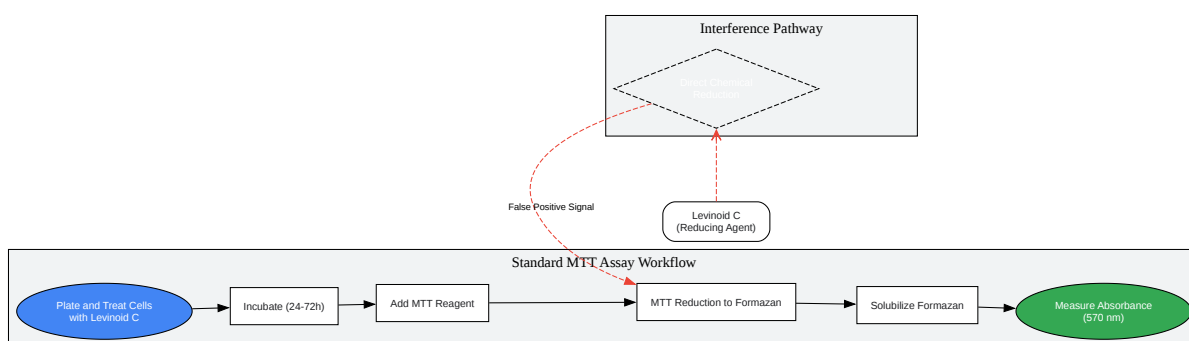 Interference Pathway
Direct Chemical
Reduction
False Positive Signal
Levinoid C
(Reducing Agent)
Standard MTT Assay Workflow
Plate and Treat Cells
with Levinoid C
Incubate (24-72h)
Add MTT Reagent
MTT Reduction to Formazan
Solubilize Formazan
Measure Absorbance
(570 nm)